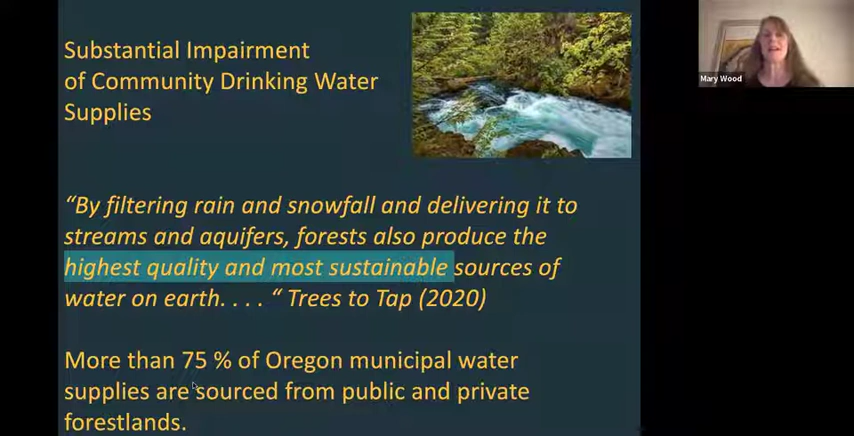 Substantial Impairment
of Community Drinking Water
Supplies
Mary Wood
“By filtering rain and snowfall and delivering it to
streams and aquifers, forests also produce the
highest quality and most sustainable sources of
water on earth. . . . “ Trees to Tap (2020)
More than 75 % of Oregon municipal water
supplies are sourced from public and private
forestlands.